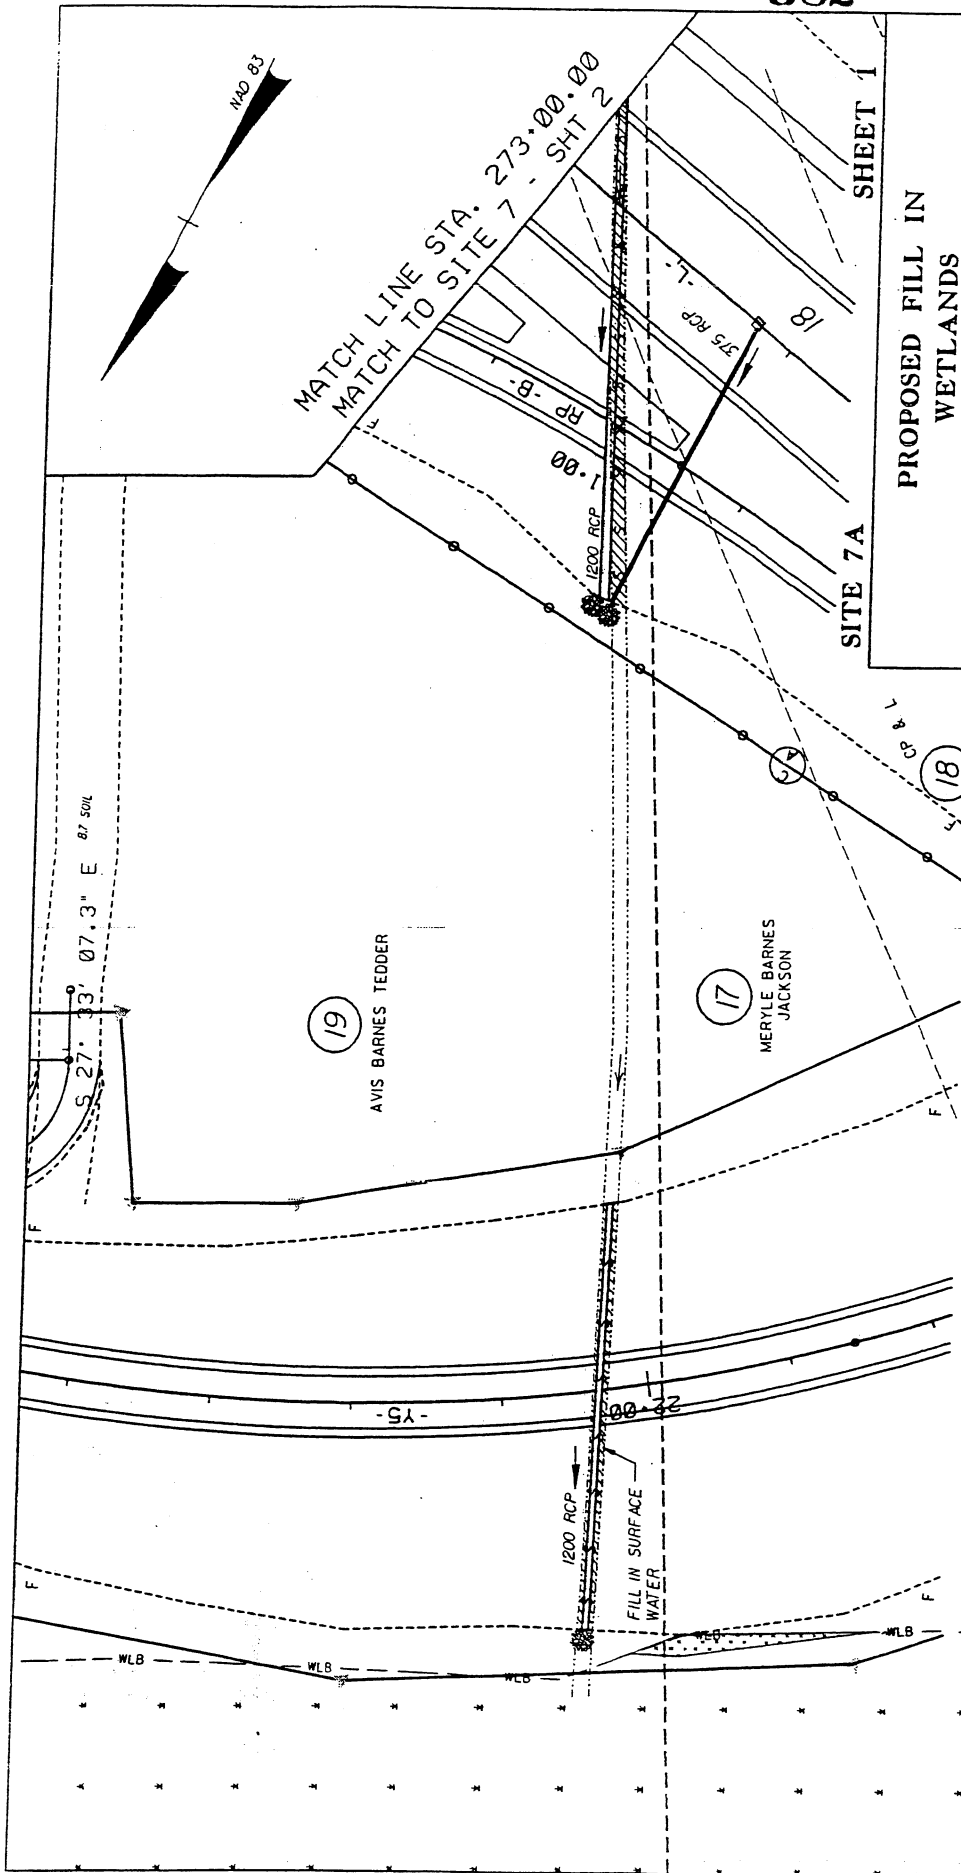 NAD 83
MATCH LINE STA. 273+00.00
MATCH TO SITE 7 - SHT 2
SHEET 1
SITE 7A
PROPOSED FILL IN
WETLANDS
-L-
375 RCP
18
RP -B-
1+00
1200 RCP
F
C A
CP & L
18
F
S 27° 33' 07.3" E
8.7 SOIL
19
AVIS BARNES TEDDER
17
MERYLE BARNES
JACKSON
F
F
-Y5-
22+00
1200 RCP
FILL IN SURFACE
WATER
F
F
WLB
WLB
WLB
WLB
WLB